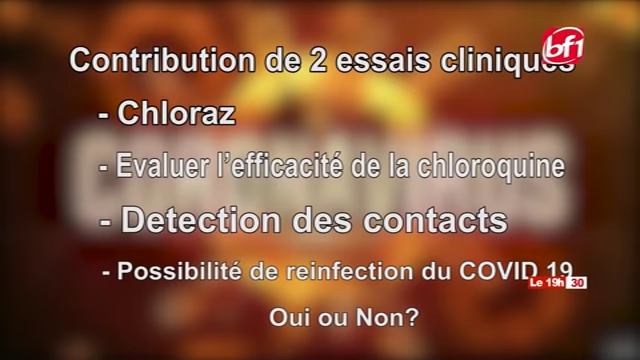 bf1
Contribution de 2 essais cliniques
- Chloraz
- Evaluer l'efficacité de la chloroquine
- Detection des contacts
- Possibilité de reinfection du COVID 19
Le 19h 30
Oui ou Non?